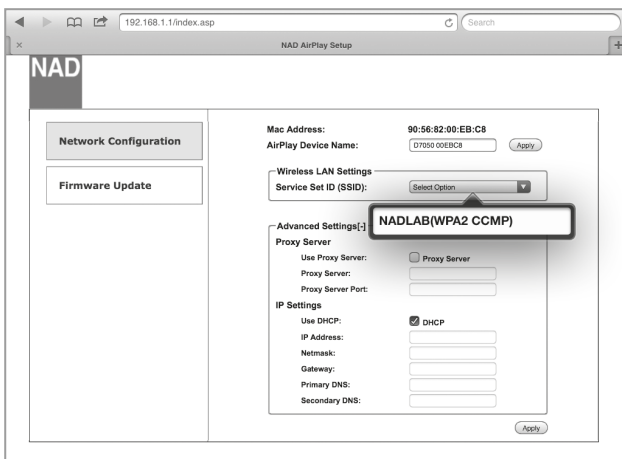 192.168.1.1/index.asp
Search
NAD AirPlay Setup
NAD
Network Configuration
Firmware Update
Mac Address: 90:56:82:00:EB:C8
AirPlay Device Name: D7050 00EBC8 Apply
Wireless LAN Settings
Service Set ID (SSID): Select Option
NADLAB(WPA2 CCMP)
Advanced Settings[-]
Proxy Server
Use Proxy Server: Proxy Server
Proxy Server:
Proxy Server Port:
IP Settings
Use DHCP: DHCP
IP Address:
Netmask:
Gateway:
Primary DNS:
Secondary DNS:
Apply